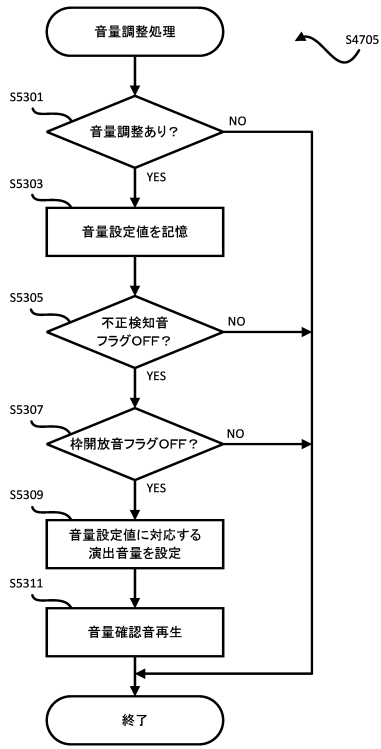 音量調整処理
S4705
S5301
音量調整あり?
NO
YES
S5303
音量設定値を記憶
S5305
不正検知音
フラグOFF?
NO
YES
S5307
枠開放音フラグOFF?
NO
YES
S5309
音量設定値に対応する
演出音量を設定
S5311
音量確認音再生
終了